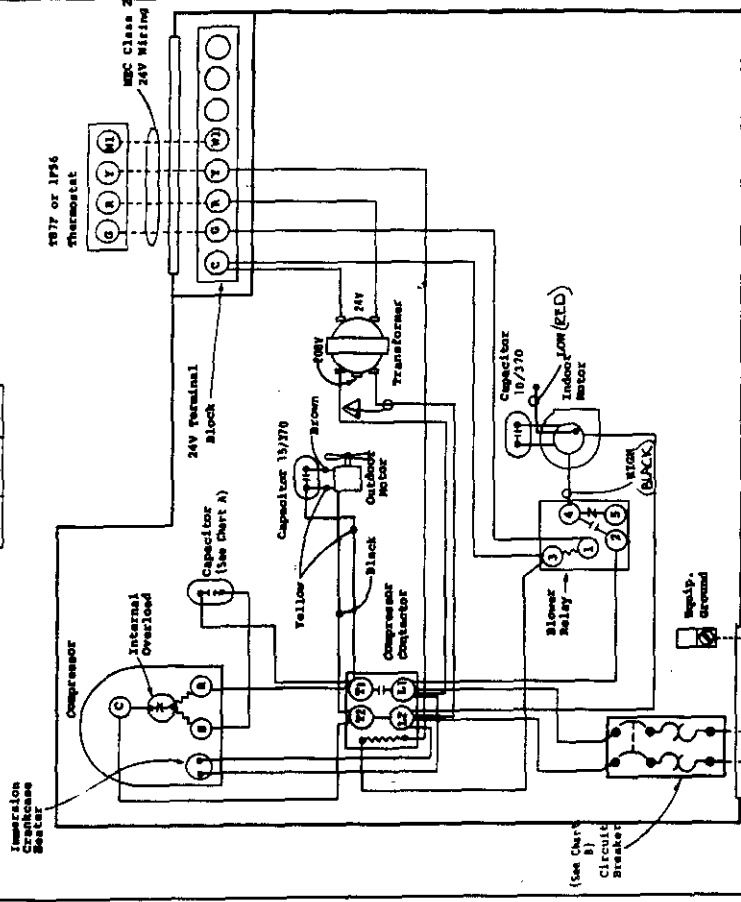 NEC Class 2
24V Wiring
T87F or 1F56
Thermostat
G
R
Y
W1
C
G
R
Y
W1
24V Terminal
Block
24V
208V
Transformer
Capacitor 15/370
Brown
Outdoor
Motor
Yellow
Black
Capacitor
(See Chart A)
Internal
Overload
Compressor
C
S
R
Immersion
Crankcase
Heater
Compressor
Contactor
T2
T1
L2
L1
Capacitor
10/370
LOW (RED)
Indoor
Motor
HIGH
(BLACK)
Blower
Relay
4
5
3
1
2
Equip.
Ground
(See Chart
B)
Circuit
Breaker